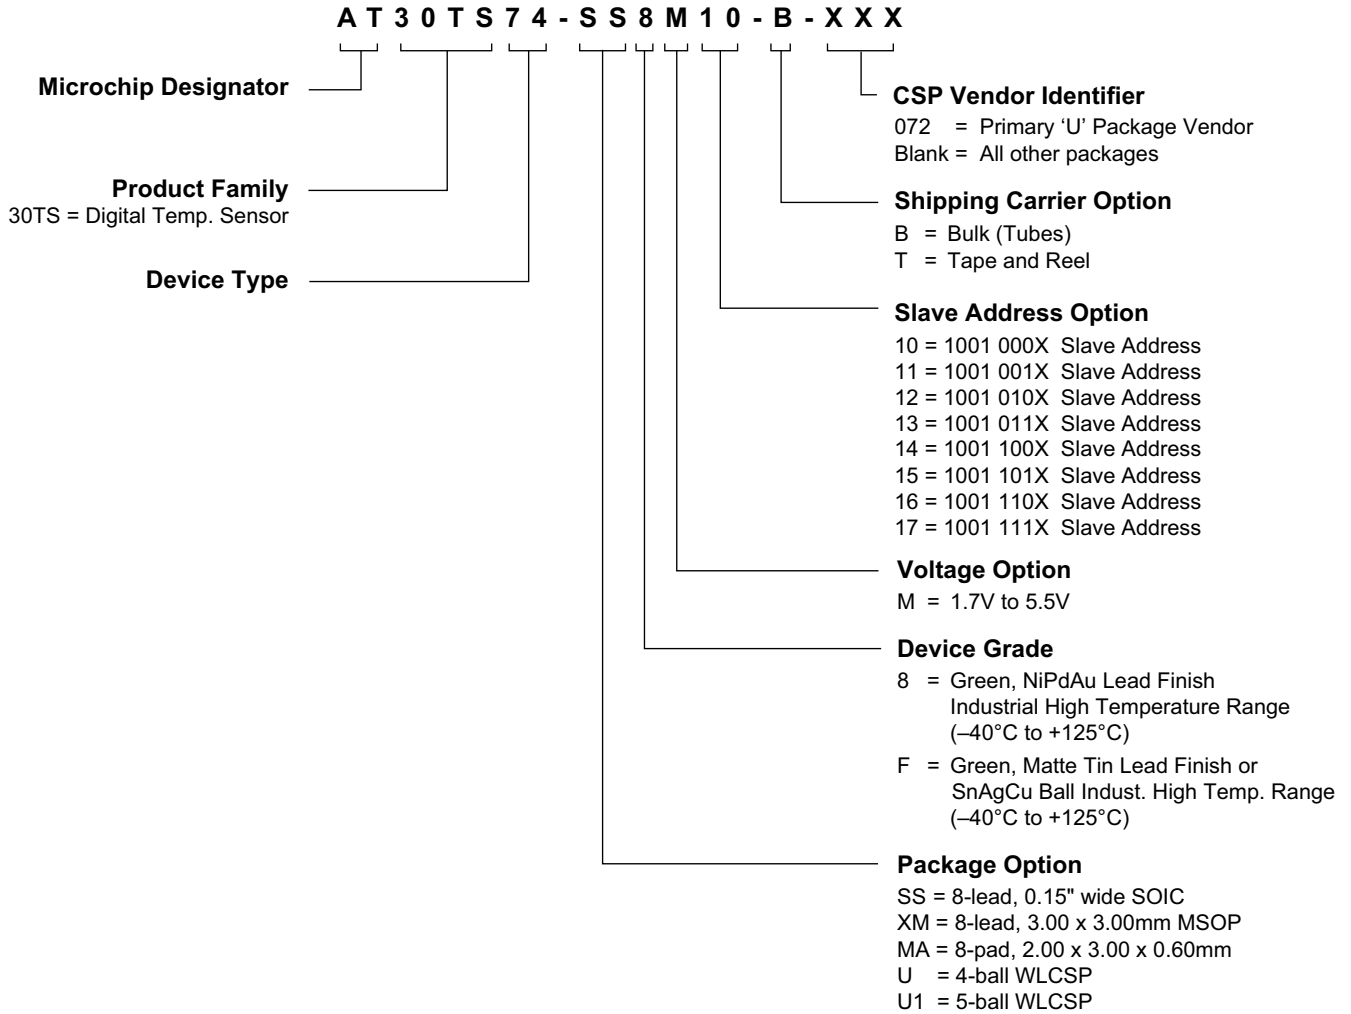 AT30TS74-SS8M10-B-XXX
Microchip Designator
Product Family
30TS = Digital Temp. Sensor
Device Type
CSP Vendor Identifier
072 = Primary ‘U’ Package Vendor
Blank = All other packages
Shipping Carrier Option
B = Bulk (Tubes)
T = Tape and Reel
Slave Address Option
10 = 1001 000X Slave Address
11 = 1001 001X Slave Address
12 = 1001 010X Slave Address
13 = 1001 011X Slave Address
14 = 1001 100X Slave Address
15 = 1001 101X Slave Address
16 = 1001 110X Slave Address
17 = 1001 111X Slave Address
Voltage Option
M = 1.7V to 5.5V
Device Grade
8 = Green, NiPdAu Lead Finish
Industrial High Temperature Range
(–40°C to +125°C)
F = Green, Matte Tin Lead Finish or
SnAgCu Ball Indust. High Temp. Range
(–40°C to +125°C)
Package Option
SS = 8-lead, 0.15" wide SOIC
XM = 8-lead, 3.00 x 3.00mm MSOP
MA = 8-pad, 2.00 x 3.00 x 0.60mm
U = 4-ball WLCSP
U1 = 5-ball WLCSP